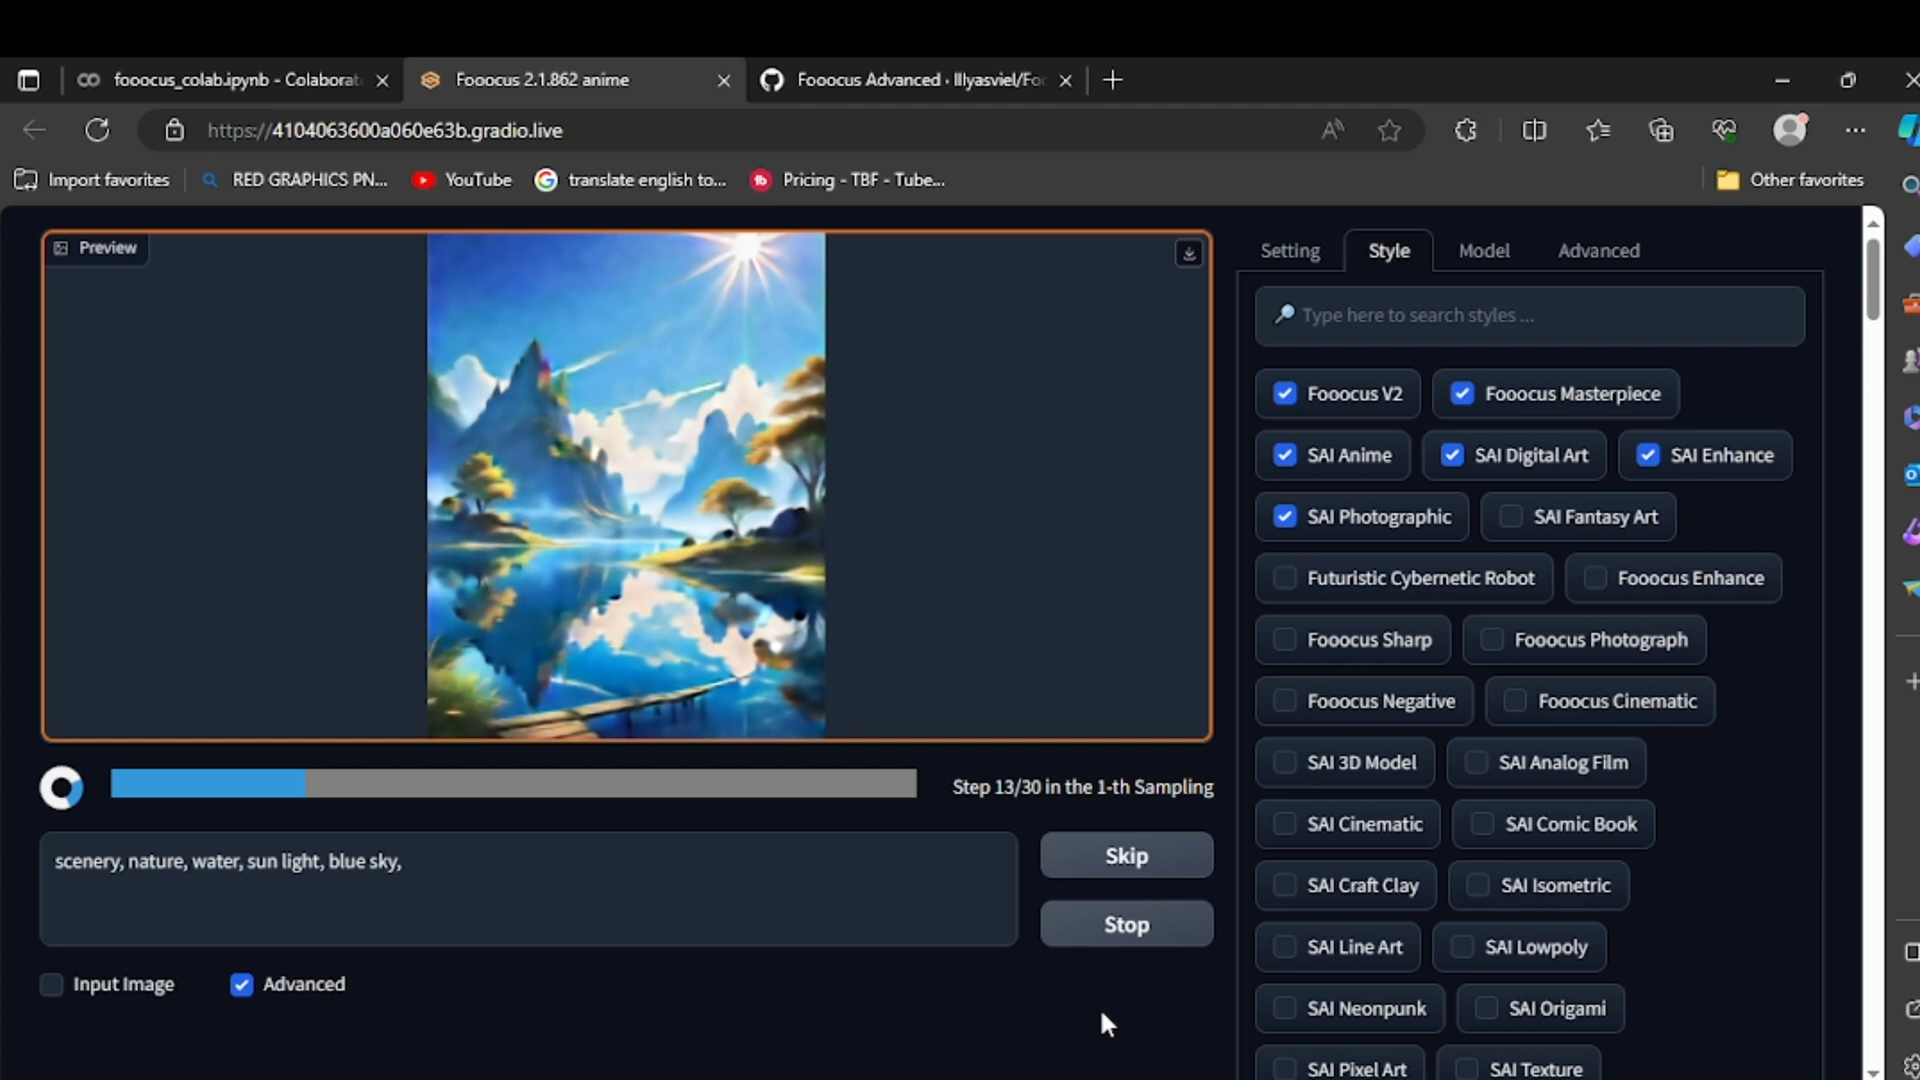 fooocus_colab.ipynb - Colaborat
Fooocus 2.1.862 anime
Fooocus Advanced · lllyasviel/Foo
https://4104063600a060e63b.gradio.live
Import favorites
RED GRAPHICS PN...
YouTube
translate english to...
Pricing - TBF - Tube...
Other favorites
Preview
Setting
Style
Model
Advanced
Type here to search styles ...
Fooocus V2
Fooocus Masterpiece
SAI Anime
SAI Digital Art
SAI Enhance
SAI Photographic
SAI Fantasy Art
Futuristic Cybernetic Robot
Fooocus Enhance
Fooocus Sharp
Fooocus Photograph
Fooocus Negative
Fooocus Cinematic
SAI 3D Model
SAI Analog Film
Step 13/30 in the 1-th Sampling
SAI Cinematic
SAI Comic Book
scenery, nature, water, sun light, blue sky,
Skip
SAI Craft Clay
SAI Isometric
Stop
SAI Line Art
SAI Lowpoly
Input Image
Advanced
SAI Neonpunk
SAI Origami
SAI Pixel Art
SAI Texture